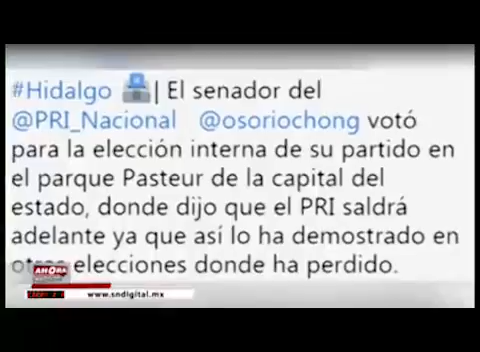 #Hidalgo 🗳| El senador del
@PRI_Nacional @osoriochong votó
para la elección interna de su partido en
el parque Pasteur de la capital del
estado, donde dijo que el PRI saldrá
adelante ya que así lo ha demostrado en
otras elecciones donde ha perdido.
AHORA
www.sndigital.mx